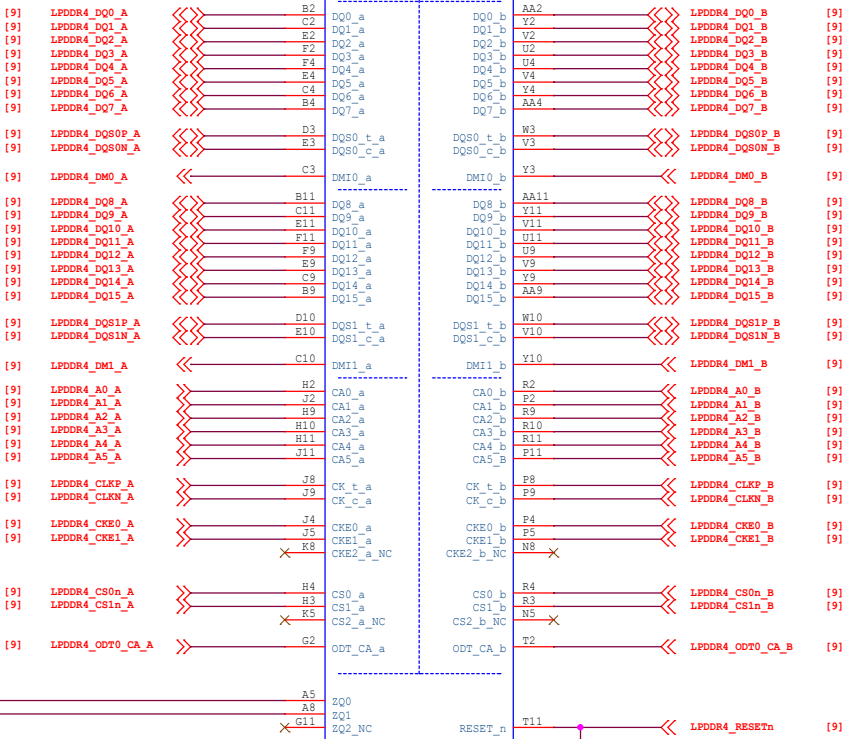 [9] LPDDR4_DQ0_A B2 DQ0_a DQ0_b AA2 LPDDR4_DQ0_B [9]
[9] LPDDR4_DQ1_A C2 DQ1_a DQ1_b Y2 LPDDR4_DQ1_B [9]
[9] LPDDR4_DQ2_A E2 DQ2_a DQ2_b V2 LPDDR4_DQ2_B [9]
[9] LPDDR4_DQ3_A F2 DQ3_a DQ3_b U2 LPDDR4_DQ3_B [9]
[9] LPDDR4_DQ4_A F4 DQ4_a DQ4_b U4 LPDDR4_DQ4_B [9]
[9] LPDDR4_DQ5_A E4 DQ5_a DQ5_b V4 LPDDR4_DQ5_B [9]
[9] LPDDR4_DQ6_A C4 DQ6_a DQ6_b Y4 LPDDR4_DQ6_B [9]
[9] LPDDR4_DQ7_A B4 DQ7_a DQ7_b AA4 LPDDR4_DQ7_B [9]
[9] LPDDR4_DQS0P_A D3 DQS0_t_a DQS0_t_b W3 LPDDR4_DQS0P_B [9]
[9] LPDDR4_DQS0N_A E3 DQS0_c_a DQS0_c_b V3 LPDDR4_DQS0N_B [9]
[9] LPDDR4_DM0_A C3 DMI0_a DMI0_b Y3 LPDDR4_DM0_B [9]
[9] LPDDR4_DQ8_A B11 DQ8_a DQ8_b AA11 LPDDR4_DQ8_B [9]
[9] LPDDR4_DQ9_A C11 DQ9_a DQ9_b Y11 LPDDR4_DQ9_B [9]
[9] LPDDR4_DQ10_A E11 DQ10_a DQ10_b V11 LPDDR4_DQ10_B [9]
[9] LPDDR4_DQ11_A F11 DQ11_a DQ11_b U11 LPDDR4_DQ11_B [9]
[9] LPDDR4_DQ12_A F9 DQ12_a DQ12_b U9 LPDDR4_DQ12_B [9]
[9] LPDDR4_DQ13_A E9 DQ13_a DQ13_b V9 LPDDR4_DQ13_B [9]
[9] LPDDR4_DQ14_A C9 DQ14_a DQ14_b Y9 LPDDR4_DQ14_B [9]
[9] LPDDR4_DQ15_A B9 DQ15_a DQ15_b AA9 LPDDR4_DQ15_B [9]
[9] LPDDR4_DQS1P_A D10 DQS1_t_a DQS1_t_b W10 LPDDR4_DQS1P_B [9]
[9] LPDDR4_DQS1N_A E10 DQS1_c_a DQS1_c_b V10 LPDDR4_DQS1N_B [9]
[9] LPDDR4_DM1_A C10 DMI1_a DMI1_b Y10 LPDDR4_DM1_B [9]
[9] LPDDR4_A0_A H2 CA0_a CA0_b R2 LPDDR4_A0_B [9]
[9] LPDDR4_A1_A J2 CA1_a CA1_b P2 LPDDR4_A1_B [9]
[9] LPDDR4_A2_A H9 CA2_a CA2_b R9 LPDDR4_A2_B [9]
[9] LPDDR4_A3_A H10 CA3_a CA3_b R10 LPDDR4_A3_B [9]
[9] LPDDR4_A4_A H11 CA4_a CA4_b R11 LPDDR4_A4_B [9]
[9] LPDDR4_A5_A J11 CA5_a CA5_B P11 LPDDR4_A5_B [9]
[9] LPDDR4_CLKP_A J8 CK_t_a CK_t_b P8 LPDDR4_CLKP_B [9]
[9] LPDDR4_CLKN_A J9 CK_c_a CK_c_b P9 LPDDR4_CLKN_B [9]
[9] LPDDR4_CKE0_A J4 CKE0_a CKE0_b P4 LPDDR4_CKE0_B [9]
[9] LPDDR4_CKE1_A J5 CKE1_a CKE1_b P5 LPDDR4_CKE1_B [9]
K8 CKE2_a_NC CKE2_b_NC N8
[9] LPDDR4_CS0n_A H4 CS0_a CS0_b R4 LPDDR4_CS0n_B [9]
[9] LPDDR4_CS1n_A H3 CS1_a CS1_b R3 LPDDR4_CS1n_B [9]
K5 CS2_a_NC CS2_b_NC N5
[9] LPDDR4_ODT0_CA_A G2 ODT_CA_a ODT_CA_b T2 LPDDR4_ODT0_CA_B [9]
A5 ZQ0
A8 ZQ1
G11 ZQ2_NC RESET_n T11 LPDDR4_RESETn [9]